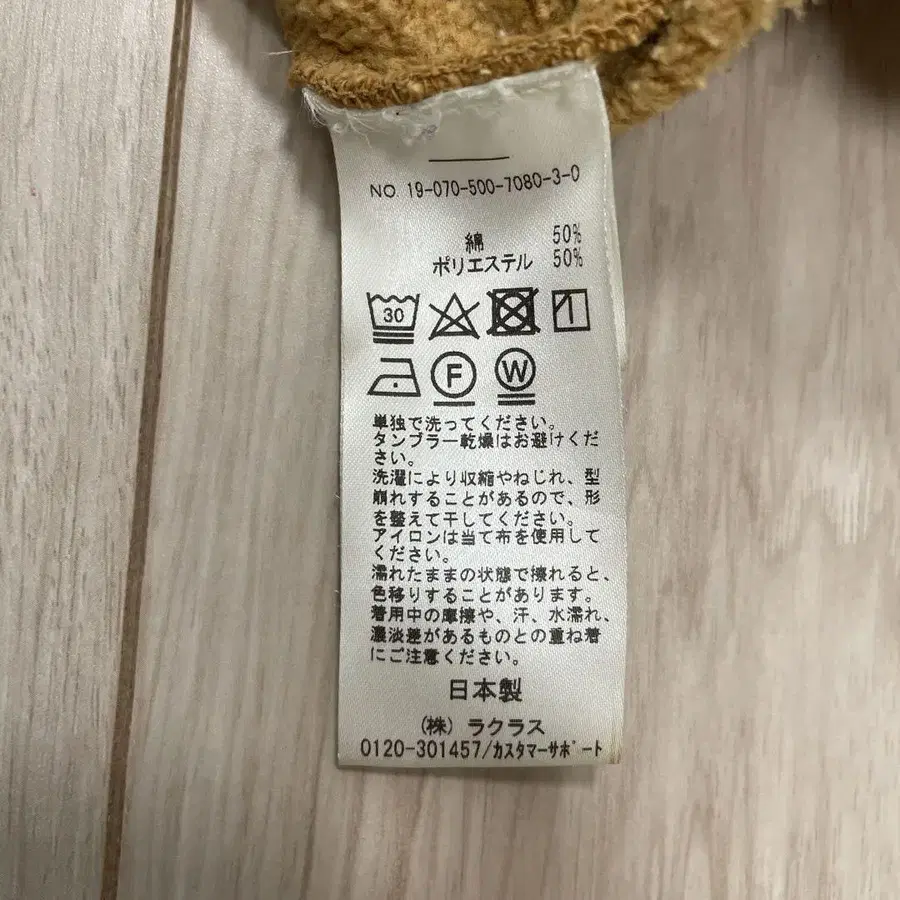 NO. 19-070-500-7080-3-0
綿 50%
ポリエステル 50%
30
F W
単独で洗ってください。
タンブラー乾燥はお避けくだ
さい。
洗濯により収縮やねじれ、型
崩れすることがあるので、形
を整えて干してください。
アイロンは当て布を使用して
ください。
濡れたままの状態で擦れると、
色移りすることがあります。
着用中の摩擦や、汗、水濡れ、
濃淡差があるものとの重ね着
にご注意ください。
日本製
(株) ラクラス
0120-301457/カスタマーサポート